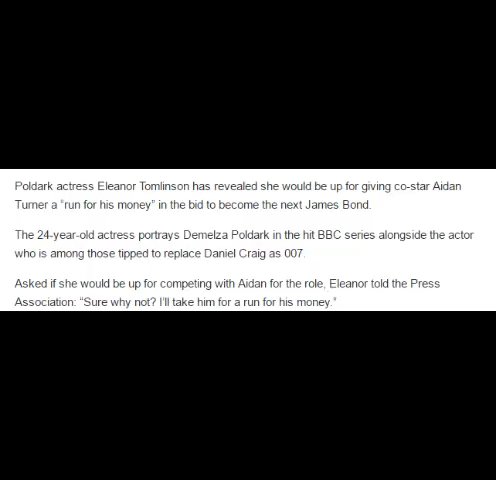 Poldark actress Eleanor Tomlinson has revealed she would be up for giving co-star Aidan
Turner a "run for his money" in the bid to become the next James Bond.
The 24-year-old actress portrays Demelza Poldark in the hit BBC series alongside the actor
who is among those tipped to replace Daniel Craig as 007.
Asked if she would be up for competing with Aidan for the role, Eleanor told the Press
Association: "Sure why not? I'll take him for a run for his money."